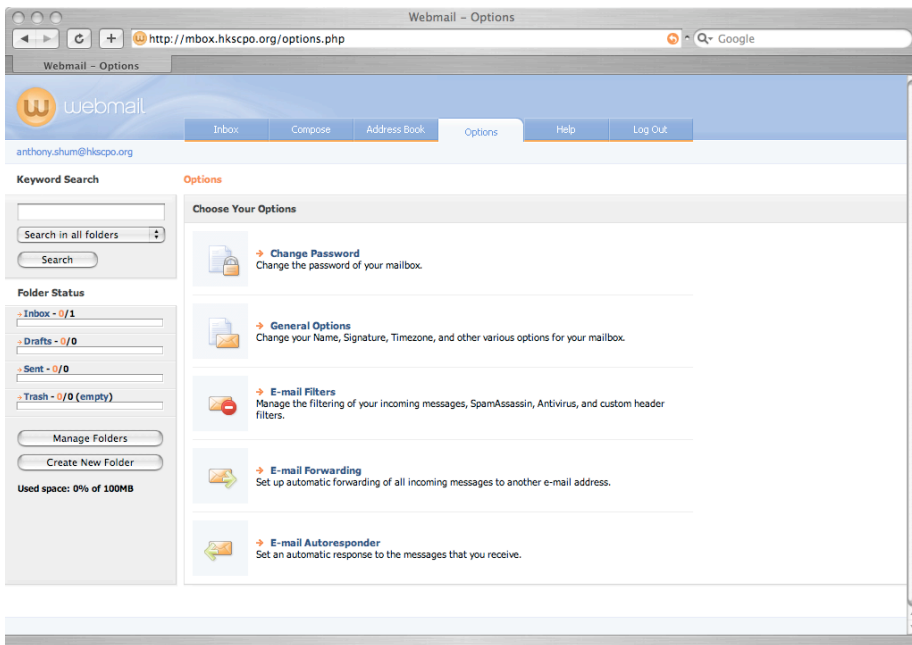 Webmail – Options
http://mbox.hkscpo.org/options.php
Google
Webmail – Options
w webmail
Inbox Compose Address Book Options Help Log Out
anthony.shum@hkscpo.org
Keyword Search
Search in all folders
Search
Folder Status
Inbox - 0/1
Drafts - 0/0
Sent - 0/0
Trash - 0/0 (empty)
Manage Folders
Create New Folder
Used space: 0% of 100MB
Options
Choose Your Options
Change Password
Change the password of your mailbox.
General Options
Change your Name, Signature, Timezone, and other various options for your mailbox.
E-mail Filters
Manage the filtering of your incoming messages, SpamAssassin, Antivirus, and custom header
filters.
E-mail Forwarding
Set up automatic forwarding of all incoming messages to another e-mail address.
E-mail Autoresponder
Set an automatic response to the messages that you receive.